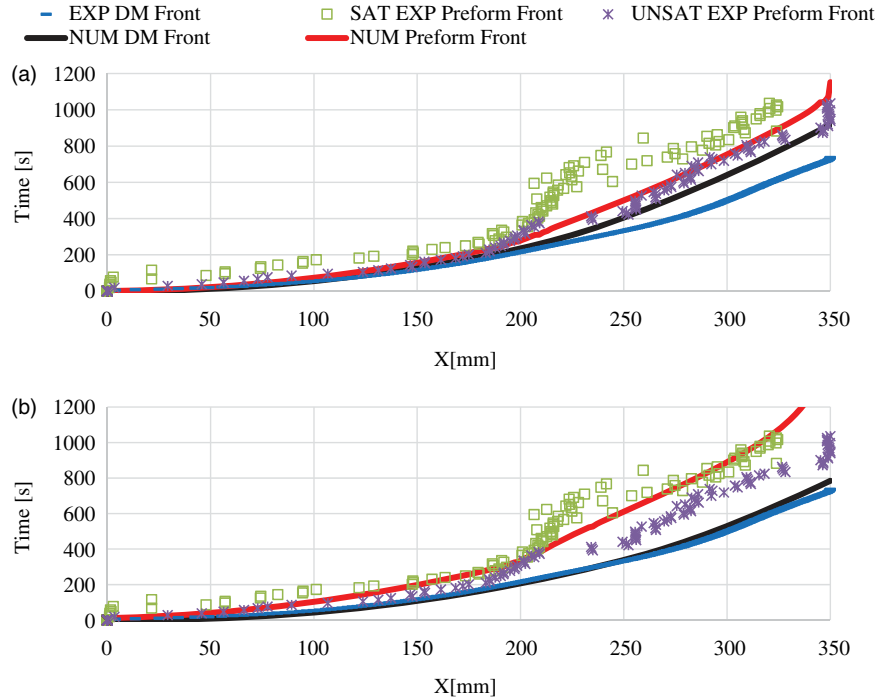 EXP DM Front SAT EXP Preform Front UNSAT EXP Preform Front
NUM DM Front NUM Preform Front
(a)
1200
1000
800
600
400
200
0
Time [s]
0 50 100 150 200 250 300 350
X[mm]
(b)
1200
1000
800
600
400
200
0
Time [s]
0 50 100 150 200 250 300 350
X[mm]